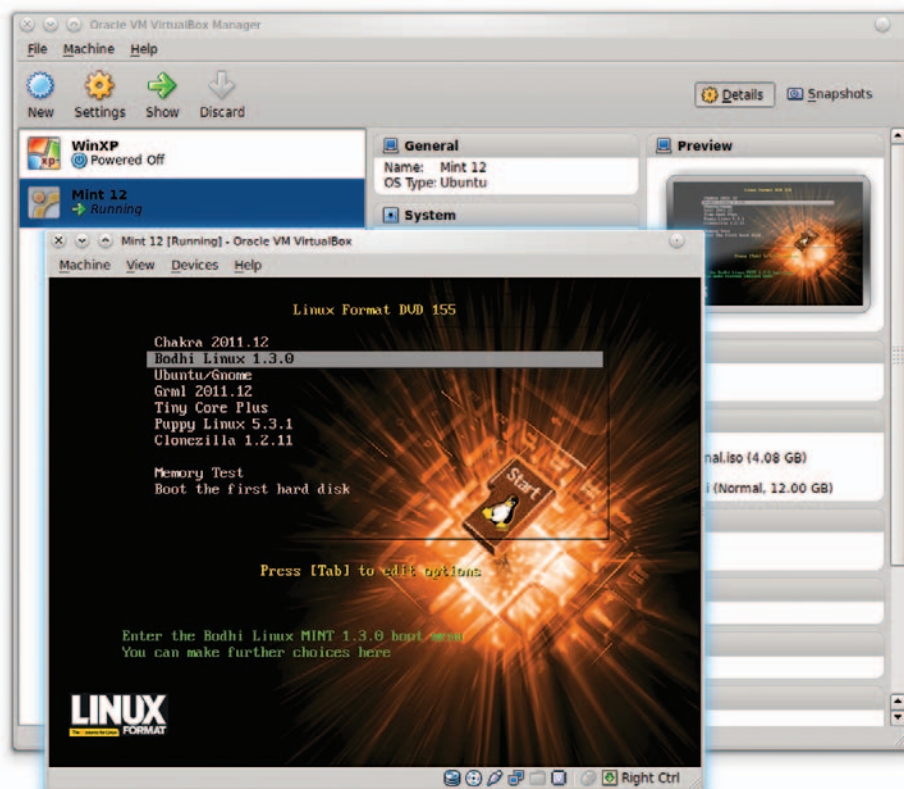 Oracle VM VirtualBox Manager
File Machine Help
New Settings Show Discard
Details Snapshots
WinXP
Powered Off
Mint 12
Running
General
Name: Mint 12
OS Type: Ubuntu
System
Preview
Mint 12 [Running] - Oracle VM VirtualBox
Machine View Devices Help
Linux Format DVD 155
Chakra 2011.12
Bodhi Linux 1.3.0
Ubuntu/Gnome
Grml 2011.12
Tiny Core Plus
Puppy Linux 5.3.1
Clonezilla 1.2.11
Memory Test
Boot the first hard disk
Start
Press [Tab] to edit options
Enter the Bodhi Linux MINT 1.3.0 boot menu
You can make further choices here
LINUX
FORMAT
nal.iso (4.08 GB)
i (Normal, 12.00 GB)
Right Ctrl